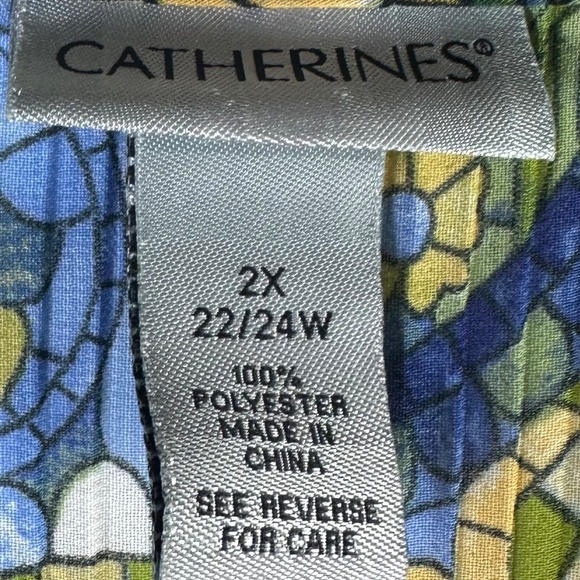 CATHERINES®
2X
22/24W
100%
POLYESTER
MADE IN
CHINA
SEE REVERSE
FOR CARE